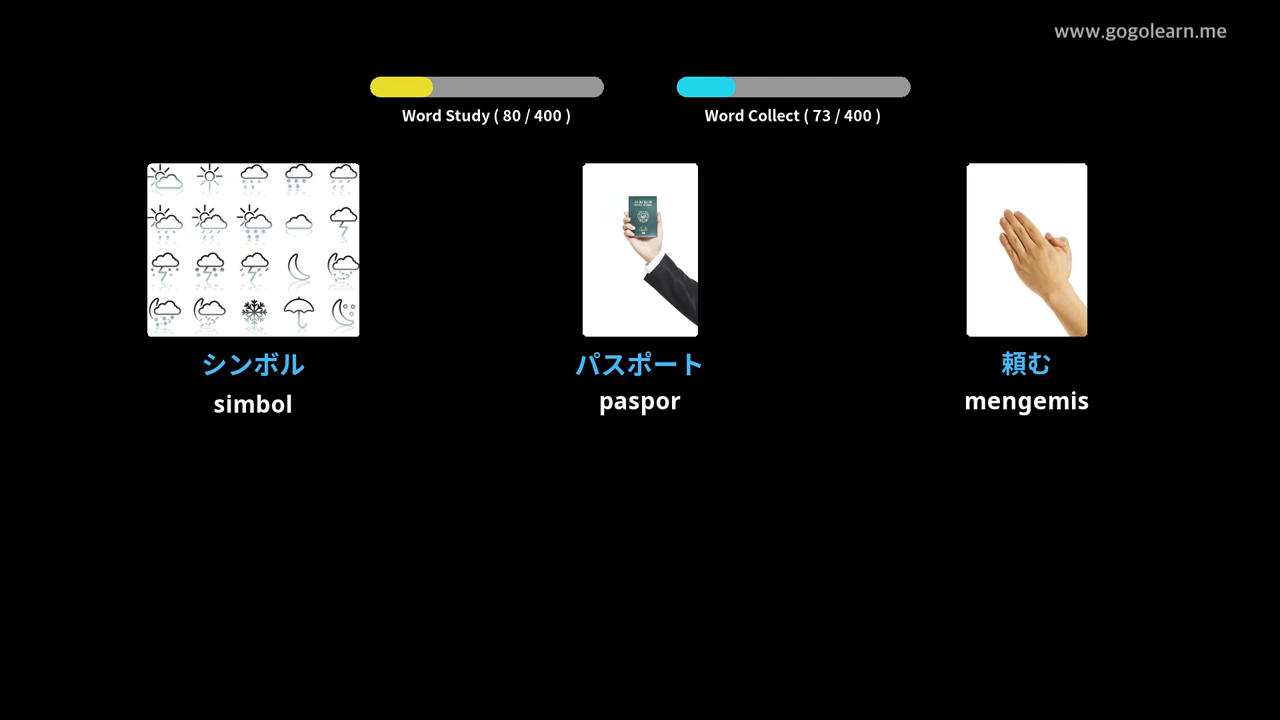 www.gogolearn.me
Word Study ( 80 / 400 )
Word Collect ( 73 / 400 )
シンボル
simbol
パスポート
paspor
頼む
mengemis